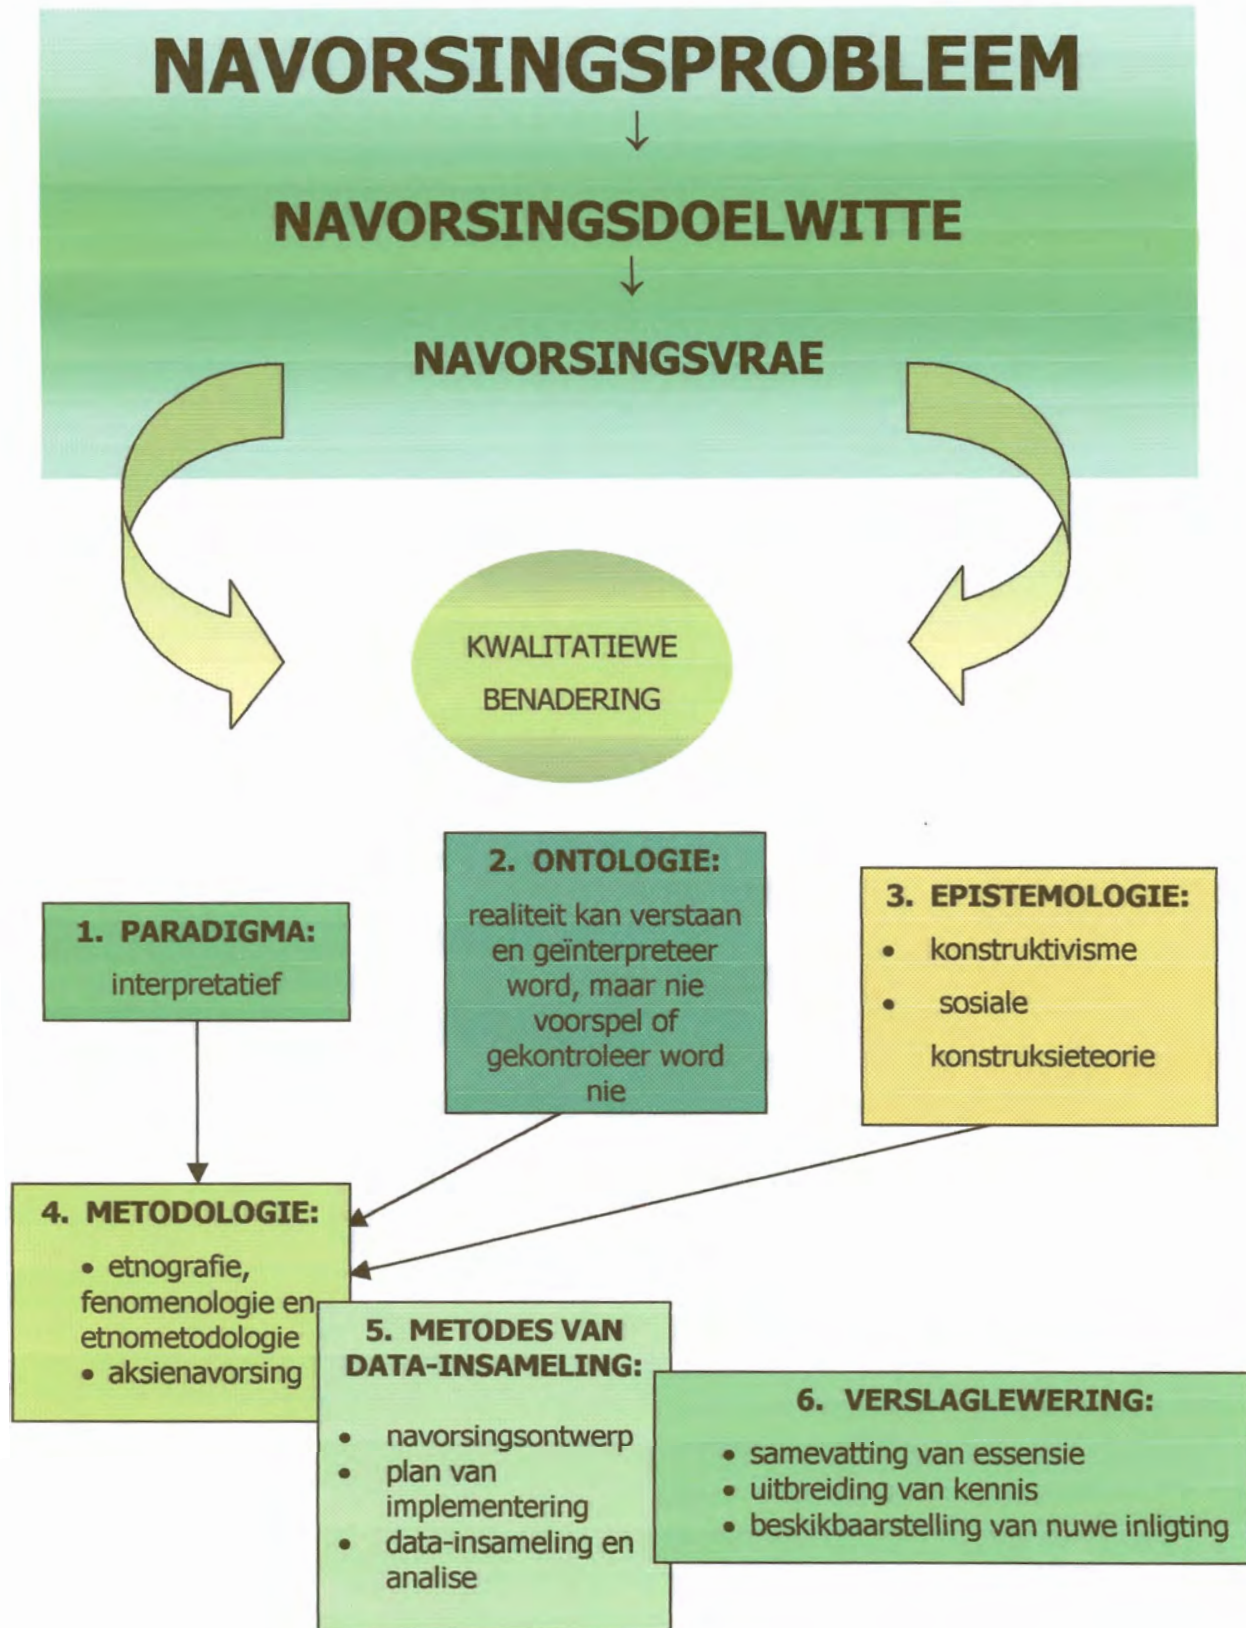 NAVORSINGSPROBLEEM
↓
NAVORSINGSDOELWITTE
↓
NAVORSINGSVRAE
KWALITATIEWE
BENADERING
1. PARADIGMA:
interpretatief
2. ONTOLOGIE:
realiteit kan verstaan
en geïnterpreteer
word, maar nie
voorspel of
gekontroleer word
nie
3. EPISTEMOLOGIE:
• konstruktivisme
• sosiale
konstruksieteorie
4. METODOLOGIE:
• etnografie,
fenomenologie en
etnometodologie
• aksienavorsing
5. METODES VAN
DATA-INSAMELING:
• navorsingsontwerp
• plan van
implementering
• data-insameling en
analise
6. VERSLAGLEWERING:
• samevatting van essensie
• uitbreiding van kennis
• beskikbaarstelling van nuwe inligting